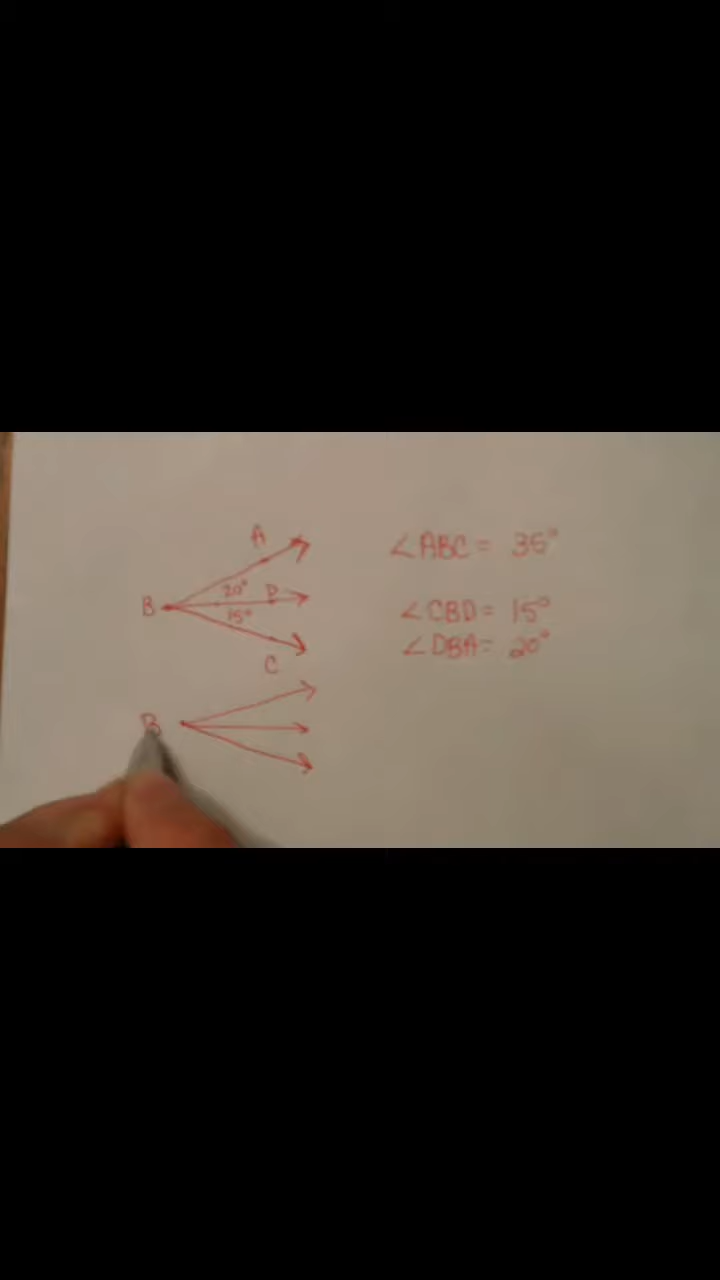 A
∠ABC = 35°
20°
D
B
15°
∠CBD = 15°
∠DBA = 20°
C
B